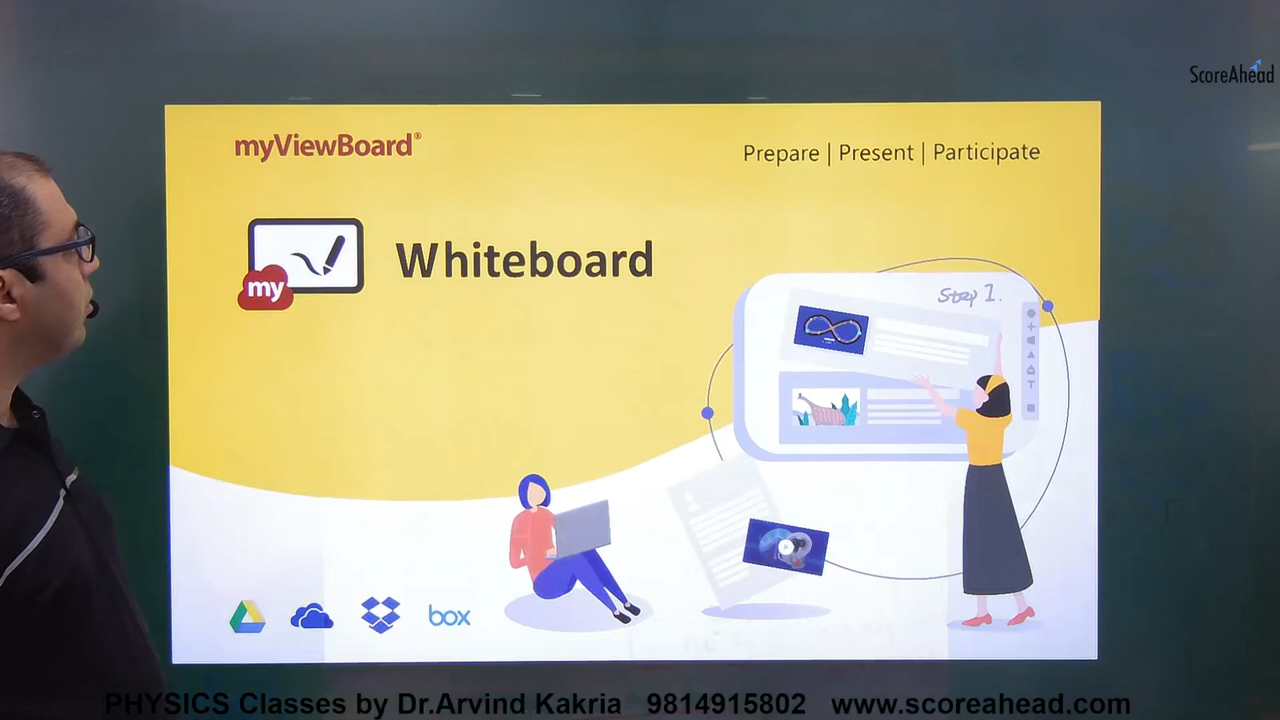 ScoreAhead
myViewBoard®
Prepare | Present | Participate
my
Whiteboard
Step 1.
T
box
PHYSICS Classes by Dr.Arvind Kakria 9814915802 www.scoreahead.com